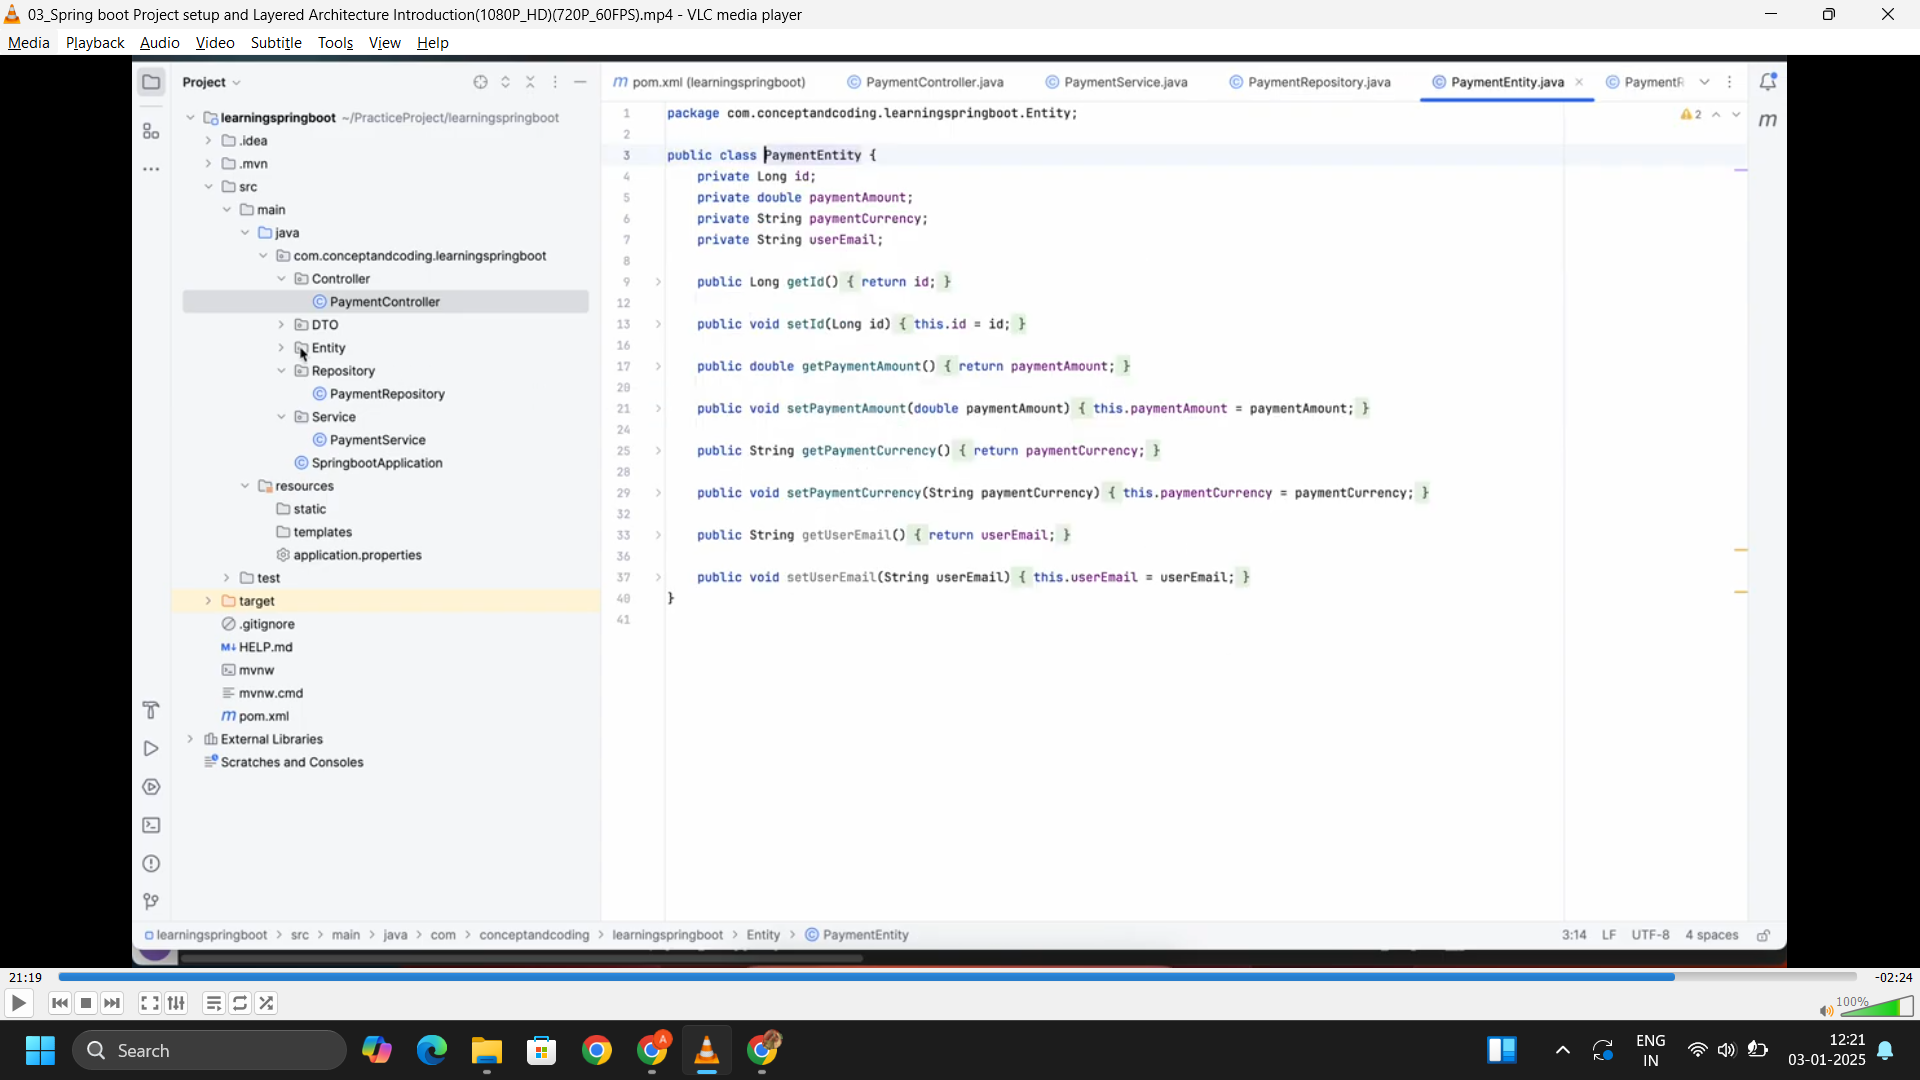 03_Spring boot Project setup and Layered Architecture Introduction(1080P_HD)(720P_60FPS).mp4 - VLC media player
Media Playback Audio Video Subtitle Tools View Help
Project
pom.xml (learningspringboot) PaymentController.java PaymentService.java PaymentRepository.java PaymentEntity.java PaymentR
learningspringboot ~/PracticeProject/learningspringboot
.idea
.mvn
src
main
java
com.conceptandcoding.learningspringboot
Controller
PaymentController
DTO
Entity
Repository
PaymentRepository
Service
PaymentService
SpringbootApplication
resources
static
templates
application.properties
test
target
.gitignore
M↓ HELP.md
mvnw
mvnw.cmd
pom.xml
External Libraries
Scratches and Consoles
1 package com.conceptandcoding.learningspringboot.Entity;
2
3 public class PaymentEntity {
4 private Long id;
5 private double paymentAmount;
6 private String paymentCurrency;
7 private String userEmail;
8
9 public Long getId() { return id; }
12
13 public void setId(Long id) { this.id = id; }
16
17 public double getPaymentAmount() { return paymentAmount; }
20
21 public void setPaymentAmount(double paymentAmount) { this.paymentAmount = paymentAmount; }
24
25 public String getPaymentCurrency() { return paymentCurrency; }
28
29 public void setPaymentCurrency(String paymentCurrency) { this.paymentCurrency = paymentCurrency; }
32
33 public String getUserEmail() { return userEmail; }
36
37 public void setUserEmail(String userEmail) { this.userEmail = userEmail; }
40 }
41
2
m
learningspringboot > src > main > java > com > conceptandcoding > learningspringboot > Entity > PaymentEntity
3:14 LF UTF-8 4 spaces
21:19 -02:24
100%
Search
A
ENG
IN
12:21
03-01-2025